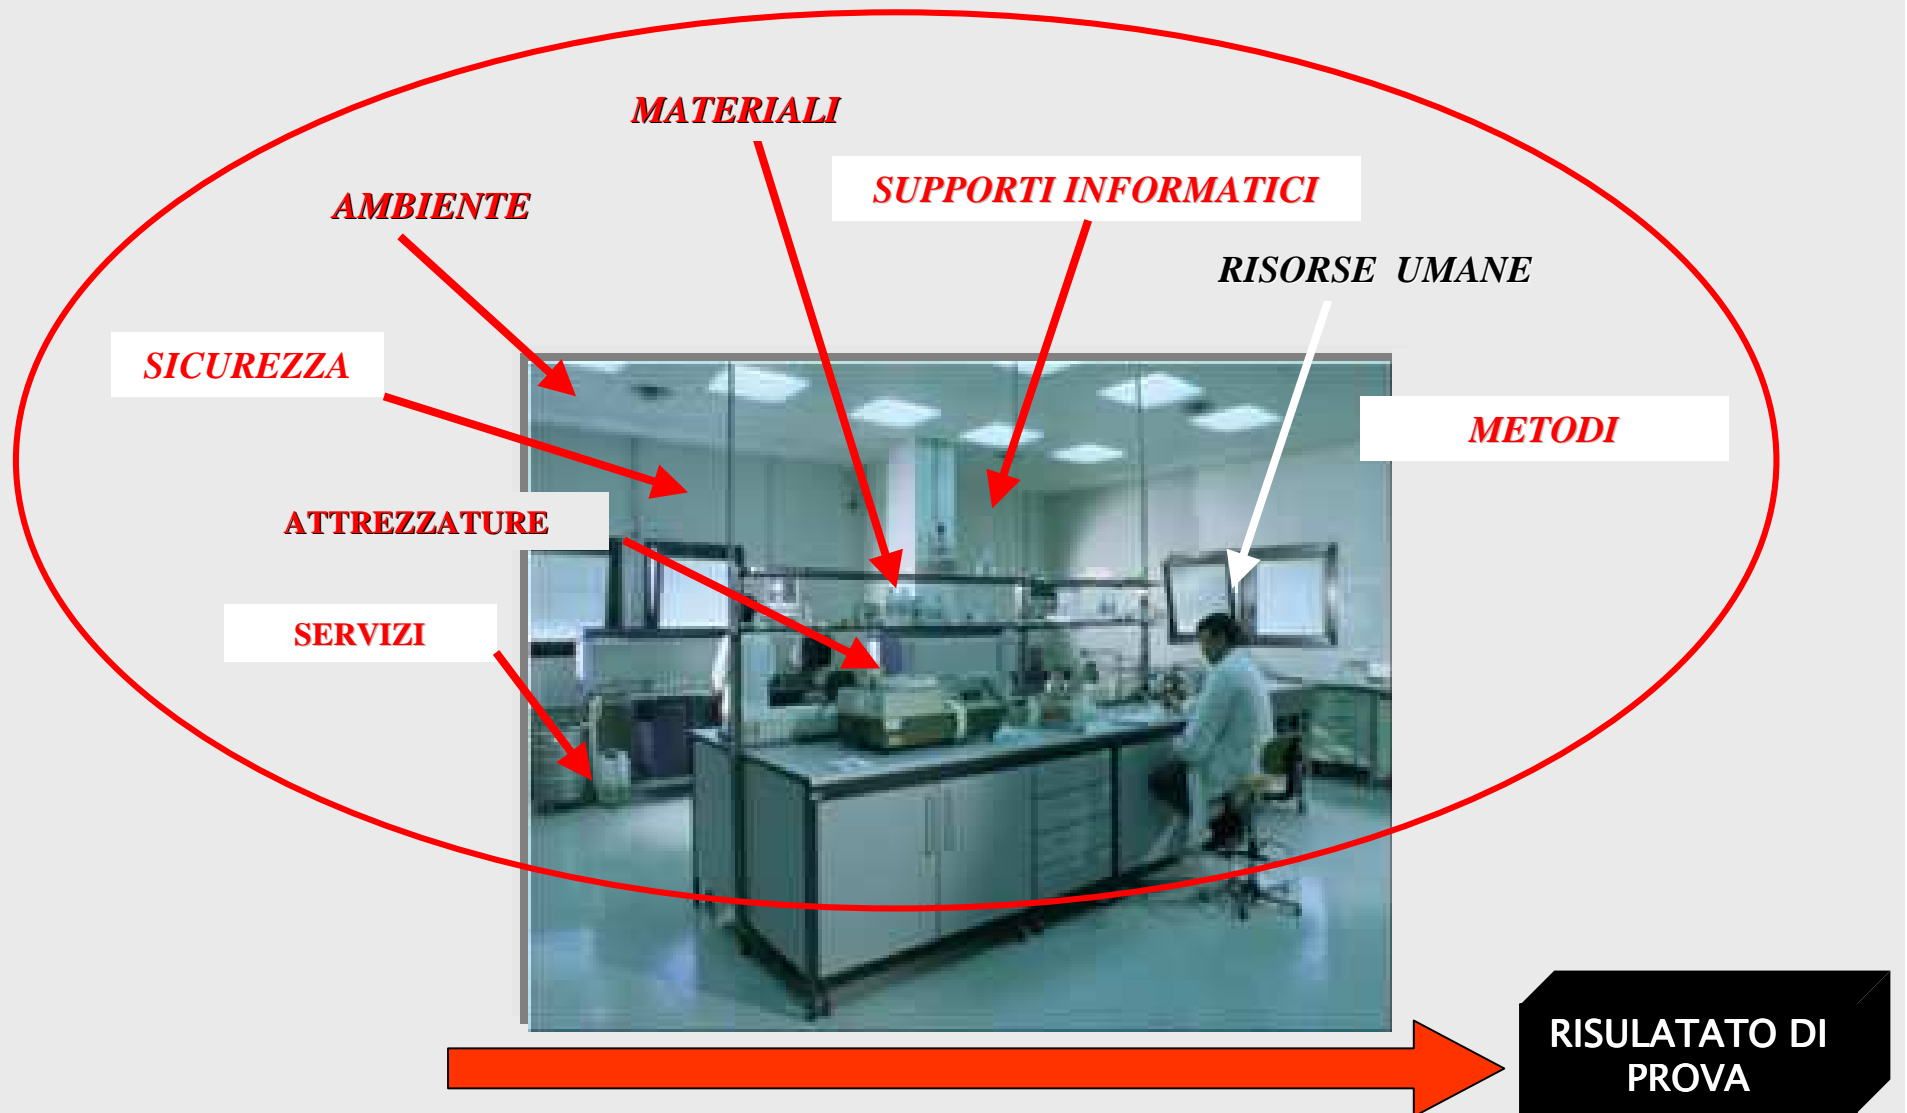 MATERIALI
SUPPORTI INFORMATICI
AMBIENTE
RISORSE UMANE
SICUREZZA
METODI
ATTREZZATURE
SERVIZI
RISULATATO DI
PROVA